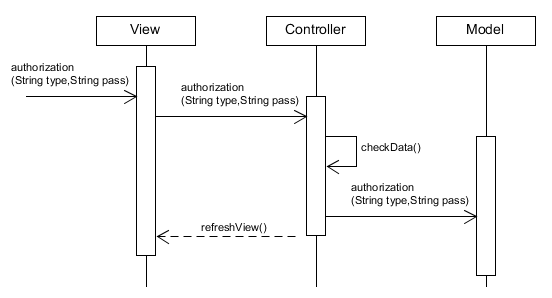 View
Controller
Model
authorization
(String type,String pass)
authorization
(String type,String pass)
checkData()
authorization
(String type,String pass)
refreshView()